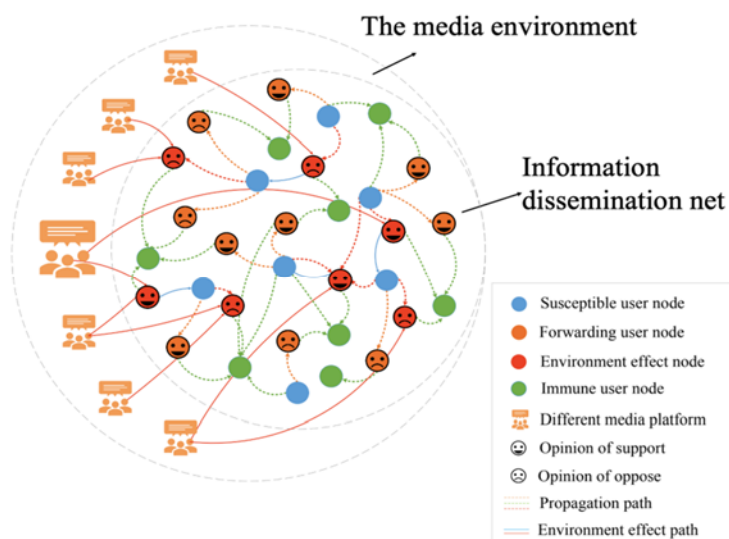 The media environment
Information
dissemination net
Susceptible user node
Forwarding user node
Environment effect node
Immune user node
Different media platform
Opinion of support
Opinion of oppose
Propagation path
Environment effect path